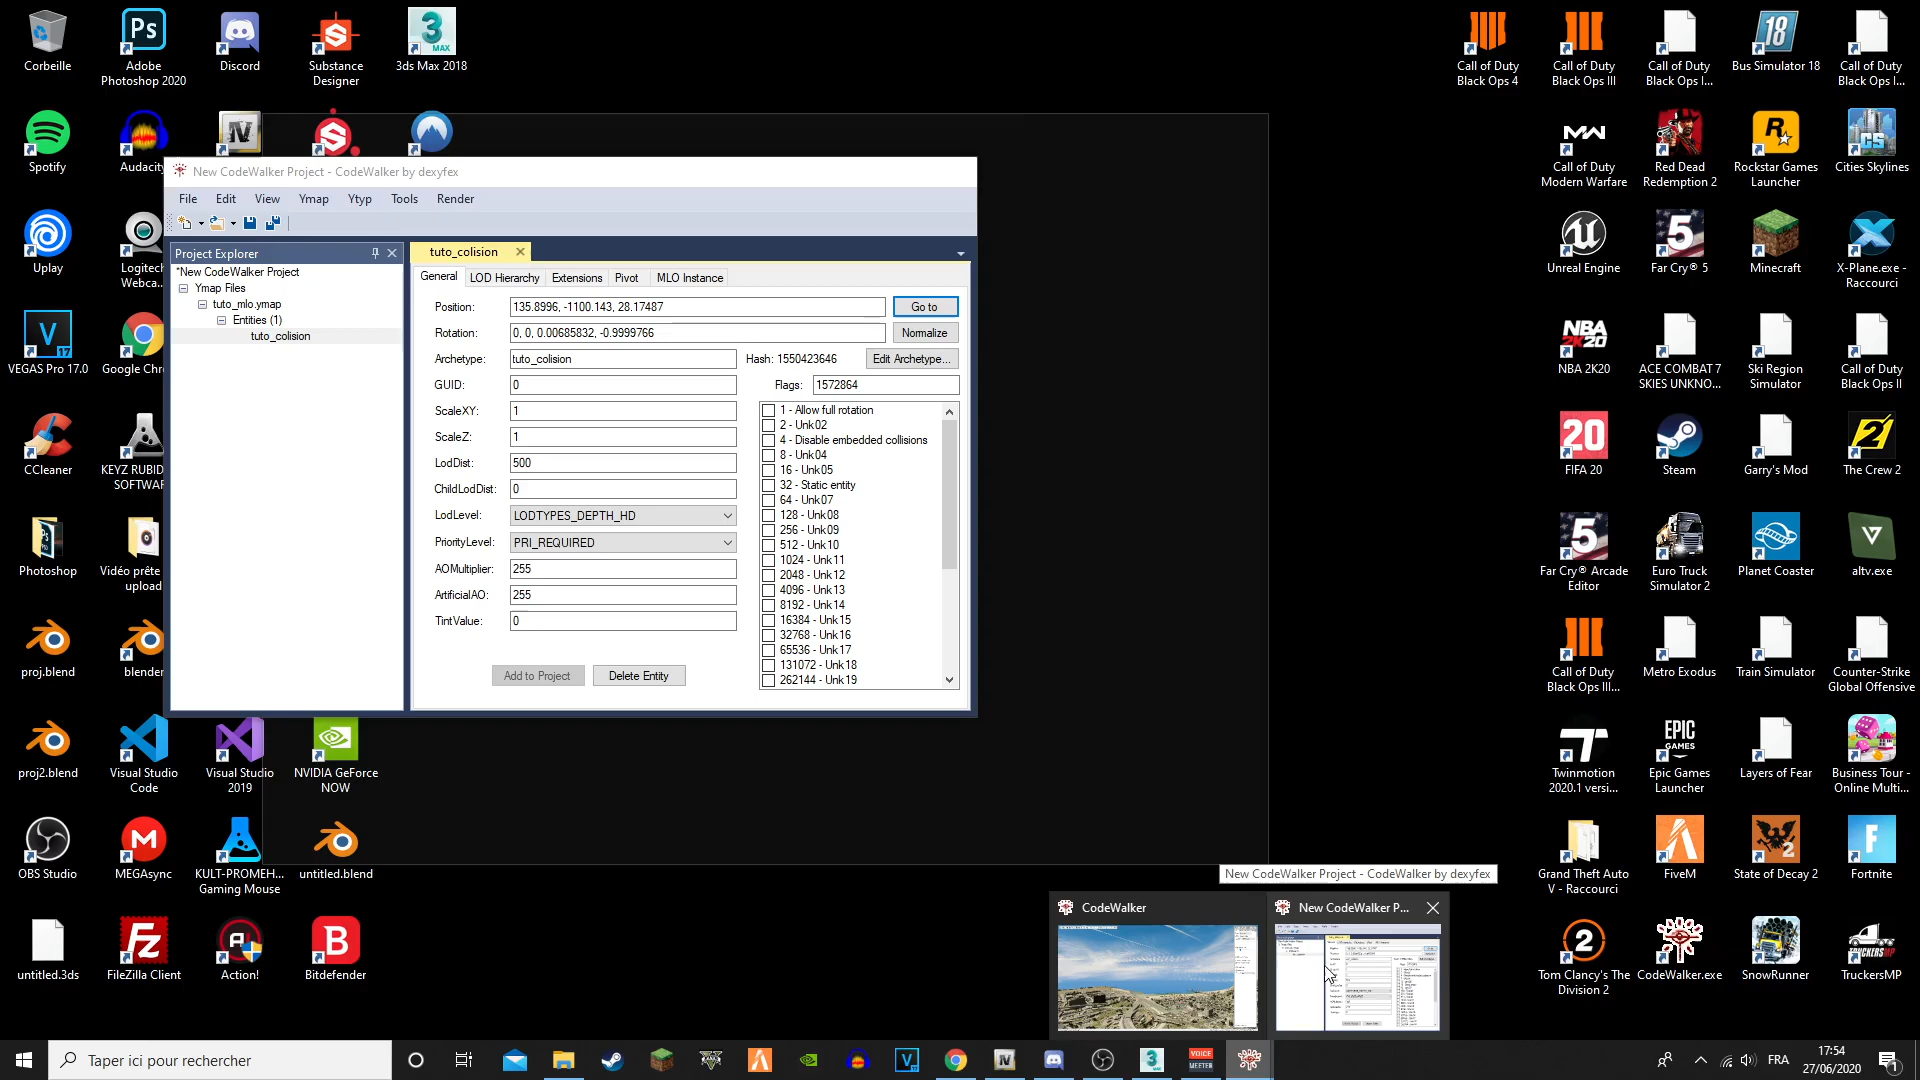 Corbeille
Adobe
Photoshop 2020
Discord
Substance
Designer
3ds Max 2018
Call of Duty
Black Ops 4
Call of Duty
Black Ops III
Call of Duty
Black Ops I...
Bus Simulator 18
Call of Duty
Black Ops I...
Spotify
Audacity
Call of Duty
Modern Warfare
Red Dead
Redemption 2
Rockstar Games
Launcher
Cities Skylines
New CodeWalker Project - CodeWalker by dexyfex
File Edit View Ymap Ytyp Tools Render
Project Explorer
*New CodeWalker Project
Ymap Files
tuto_mlo.ymap
Entities (1)
tuto_colision
tuto_colision
General LOD Hierarchy Extensions Pivot MLO Instance
Position: 135.8996, -1100.143, 28.17487 Go to
Rotation: 0, 0, 0.00685832, -0.9999766 Normalize
Archetype: tuto_colision Hash: 1550423646 Edit Archetype...
GUID: 0 Flags: 1572864
ScaleXY: 1
ScaleZ: 1
LodDist: 500
ChildLodDist: 0
LodLevel: LODTYPES_DEPTH_HD
PriorityLevel: PRI_REQUIRED
AOMultiplier: 255
ArtificialAO: 255
TintValue: 0
Add to Project Delete Entity
1 - Allow full rotation
2 - Unk02
4 - Disable embedded collisions
8 - Unk04
16 - Unk05
32 - Static entity
64 - Unk07
128 - Unk08
256 - Unk09
512 - Unk10
1024 - Unk11
2048 - Unk12
4096 - Unk13
8192 - Unk14
16384 - Unk15
32768 - Unk16
65536 - Unk17
131072 - Unk18
262144 - Unk19
Uplay
Logitech
Webca...
Unreal Engine
Far Cry® 5
Minecraft
X-Plane.exe -
Raccourci
VEGAS Pro 17.0
Google Chr
NBA 2K20
ACE COMBAT 7
SKIES UNKNO...
Ski Region
Simulator
Call of Duty
Black Ops II
CCleaner
KEYZ RUBID
SOFTWAR
FIFA 20
Steam
Garry's Mod
The Crew 2
Photoshop
Vidéo prête
upload
Far Cry® Arcade
Editor
Euro Truck
Simulator 2
Planet Coaster
altv.exe
proj.blend
blender
Call of Duty
Black Ops III...
Metro Exodus
Train Simulator
Counter-Strike
Global Offensive
proj2.blend
Visual Studio
Code
Visual Studio
2019
NVIDIA GeForce
NOW
Twinmotion
2020.1 versi...
Epic Games
Launcher
Layers of Fear
Business Tour -
Online Multi...
OBS Studio
MEGAsync
KULT-PROMEH...
Gaming Mouse
untitled.blend
Grand Theft Auto
V - Raccourci
FiveM
State of Decay 2
Fortnite
New CodeWalker Project - CodeWalker by dexyfex
CodeWalker
New CodeWalker P...
untitled.3ds
FileZilla Client
Action!
Bitdefender
Tom Clancy's The
Division 2
CodeWalker.exe
SnowRunner
TruckersMP
Taper ici pour rechercher
FRA
17:54
27/06/2020